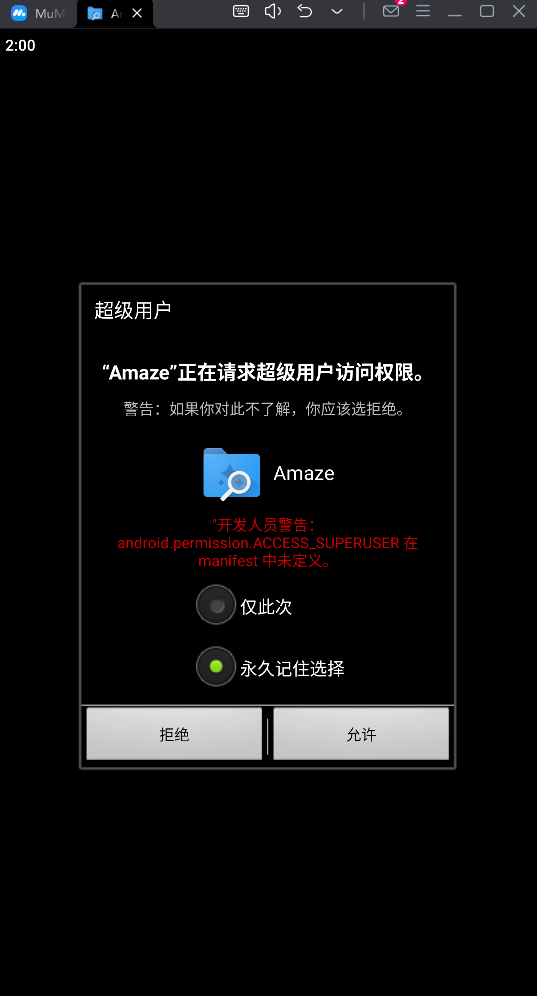 MuM
A
2
2:00
超级用户
“Amaze”正在请求超级用户访问权限。
警告：如果你对此不了解，你应该选拒绝。
Amaze
"开发人员警告：
android.permission.ACCESS_SUPERUSER 在
manifest 中未定义。
仅此次
永久记住选择
拒绝
允许